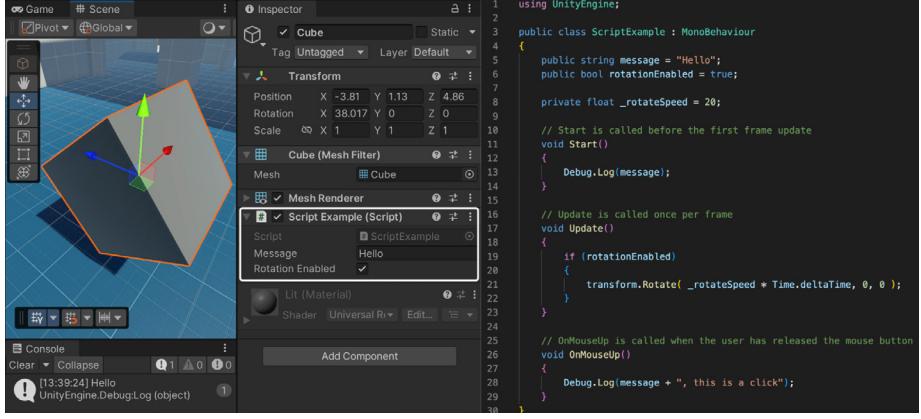 Game
Scene
Pivot
Global
Console
Clear
Collapse
1
0
0
[13:39:24] Hello
UnityEngine.Debug:Log (object)
1
Inspector
Cube
Static
Tag Untagged
Layer Default
Transform
Position X -3.81 Y 1.13 Z 4.86
Rotation X 38.017 Y 0 Z 0
Scale X 1 Y 1 Z 1
Cube (Mesh Filter)
Mesh Cube
Mesh Renderer
Script Example (Script)
Script ScriptExample
Message Hello
Rotation Enabled
Lit (Material)
Shader Universal R Edit...
Add Component
1 using UnityEngine;
2
3 public class ScriptExample : MonoBehaviour
4 {
5 public string message = "Hello";
6 public bool rotationEnabled = true;
7
8 private float _rotateSpeed = 20;
9
10 // Start is called before the first frame update
11 void Start()
12 {
13 Debug.Log(message);
14 }
15
16 // Update is called once per frame
17 void Update()
18 {
19 if (rotationEnabled)
20 {
21 transform.Rotate( _rotateSpeed * Time.deltaTime, 0, 0 );
22 }
23 }
24
25 // OnMouseUp is called when the user has released the mouse button
26 void OnMouseUp()
27 {
28 Debug.Log(message + ", this is a click");
29 }
30 }